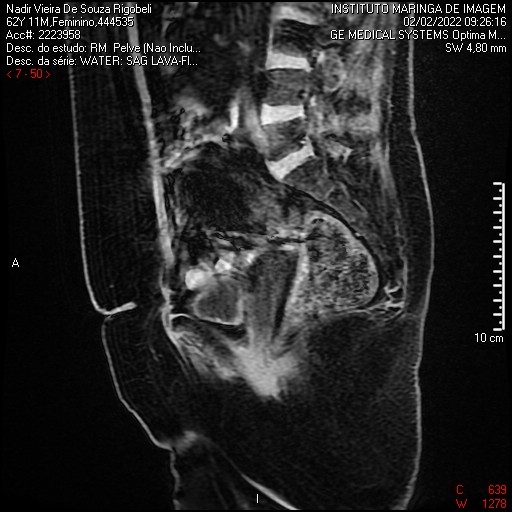 Nadir Vieira De Souza Rigobeli
62Y 11M,Feminino,444535
Acc#: 2223958
Desc. do estudo: RM  Pelve (Nao Inclu...
Desc. da série: WATER: SAG LAVA-Fl...
< 7 - 50 >
INSTITUTO MARINGA DE IMAGEM
02/02/2022 09:26:16
GE MEDICAL SYSTEMS Optima M...
SW 4,80 mm
A
10 cm
I
C 639
W 1278